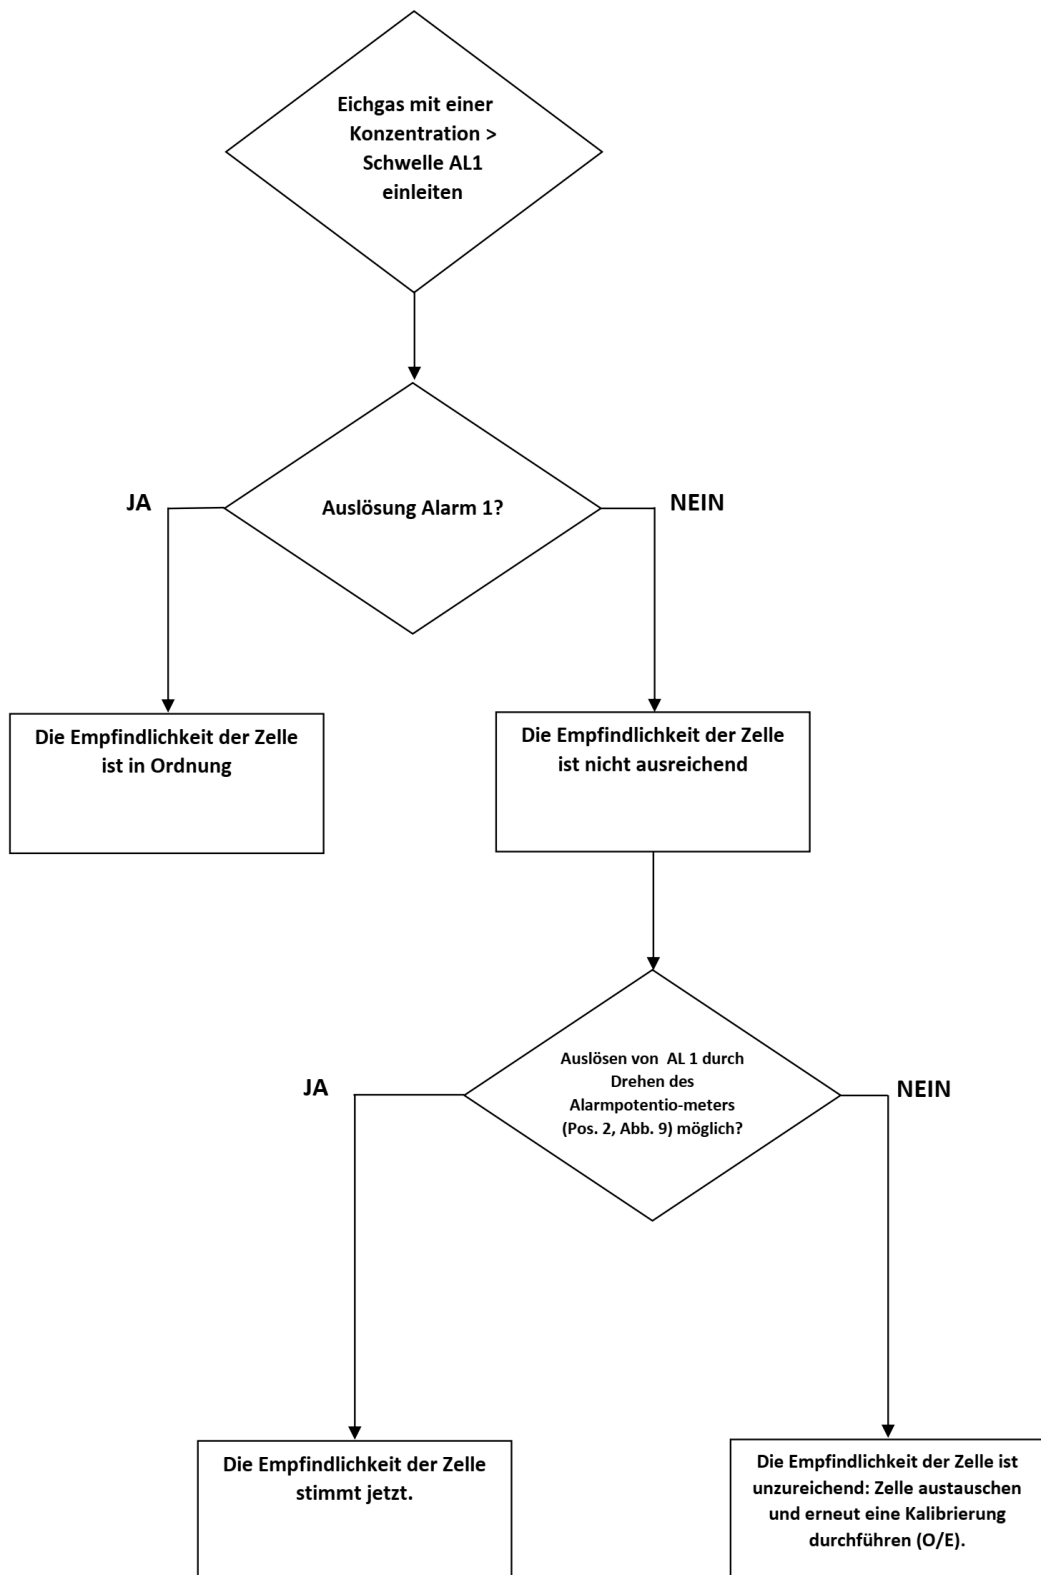 Eichgas mit einer
Konzentration >
Schwelle AL1
einleiten
Auslösung Alarm 1?
JA
NEIN
Die Empfindlichkeit der Zelle
ist in Ordnung
Die Empfindlichkeit der Zelle
ist nicht ausreichend
Auslösen von AL 1 durch
Drehen des
Alarmpotentio-meters
(Pos. 2, Abb. 9) möglich?
JA
NEIN
Die Empfindlichkeit der Zelle
stimmt jetzt.
Die Empfindlichkeit der Zelle ist
unzureichend: Zelle austauschen
und erneut eine Kalibrierung
durchführen (O/E).